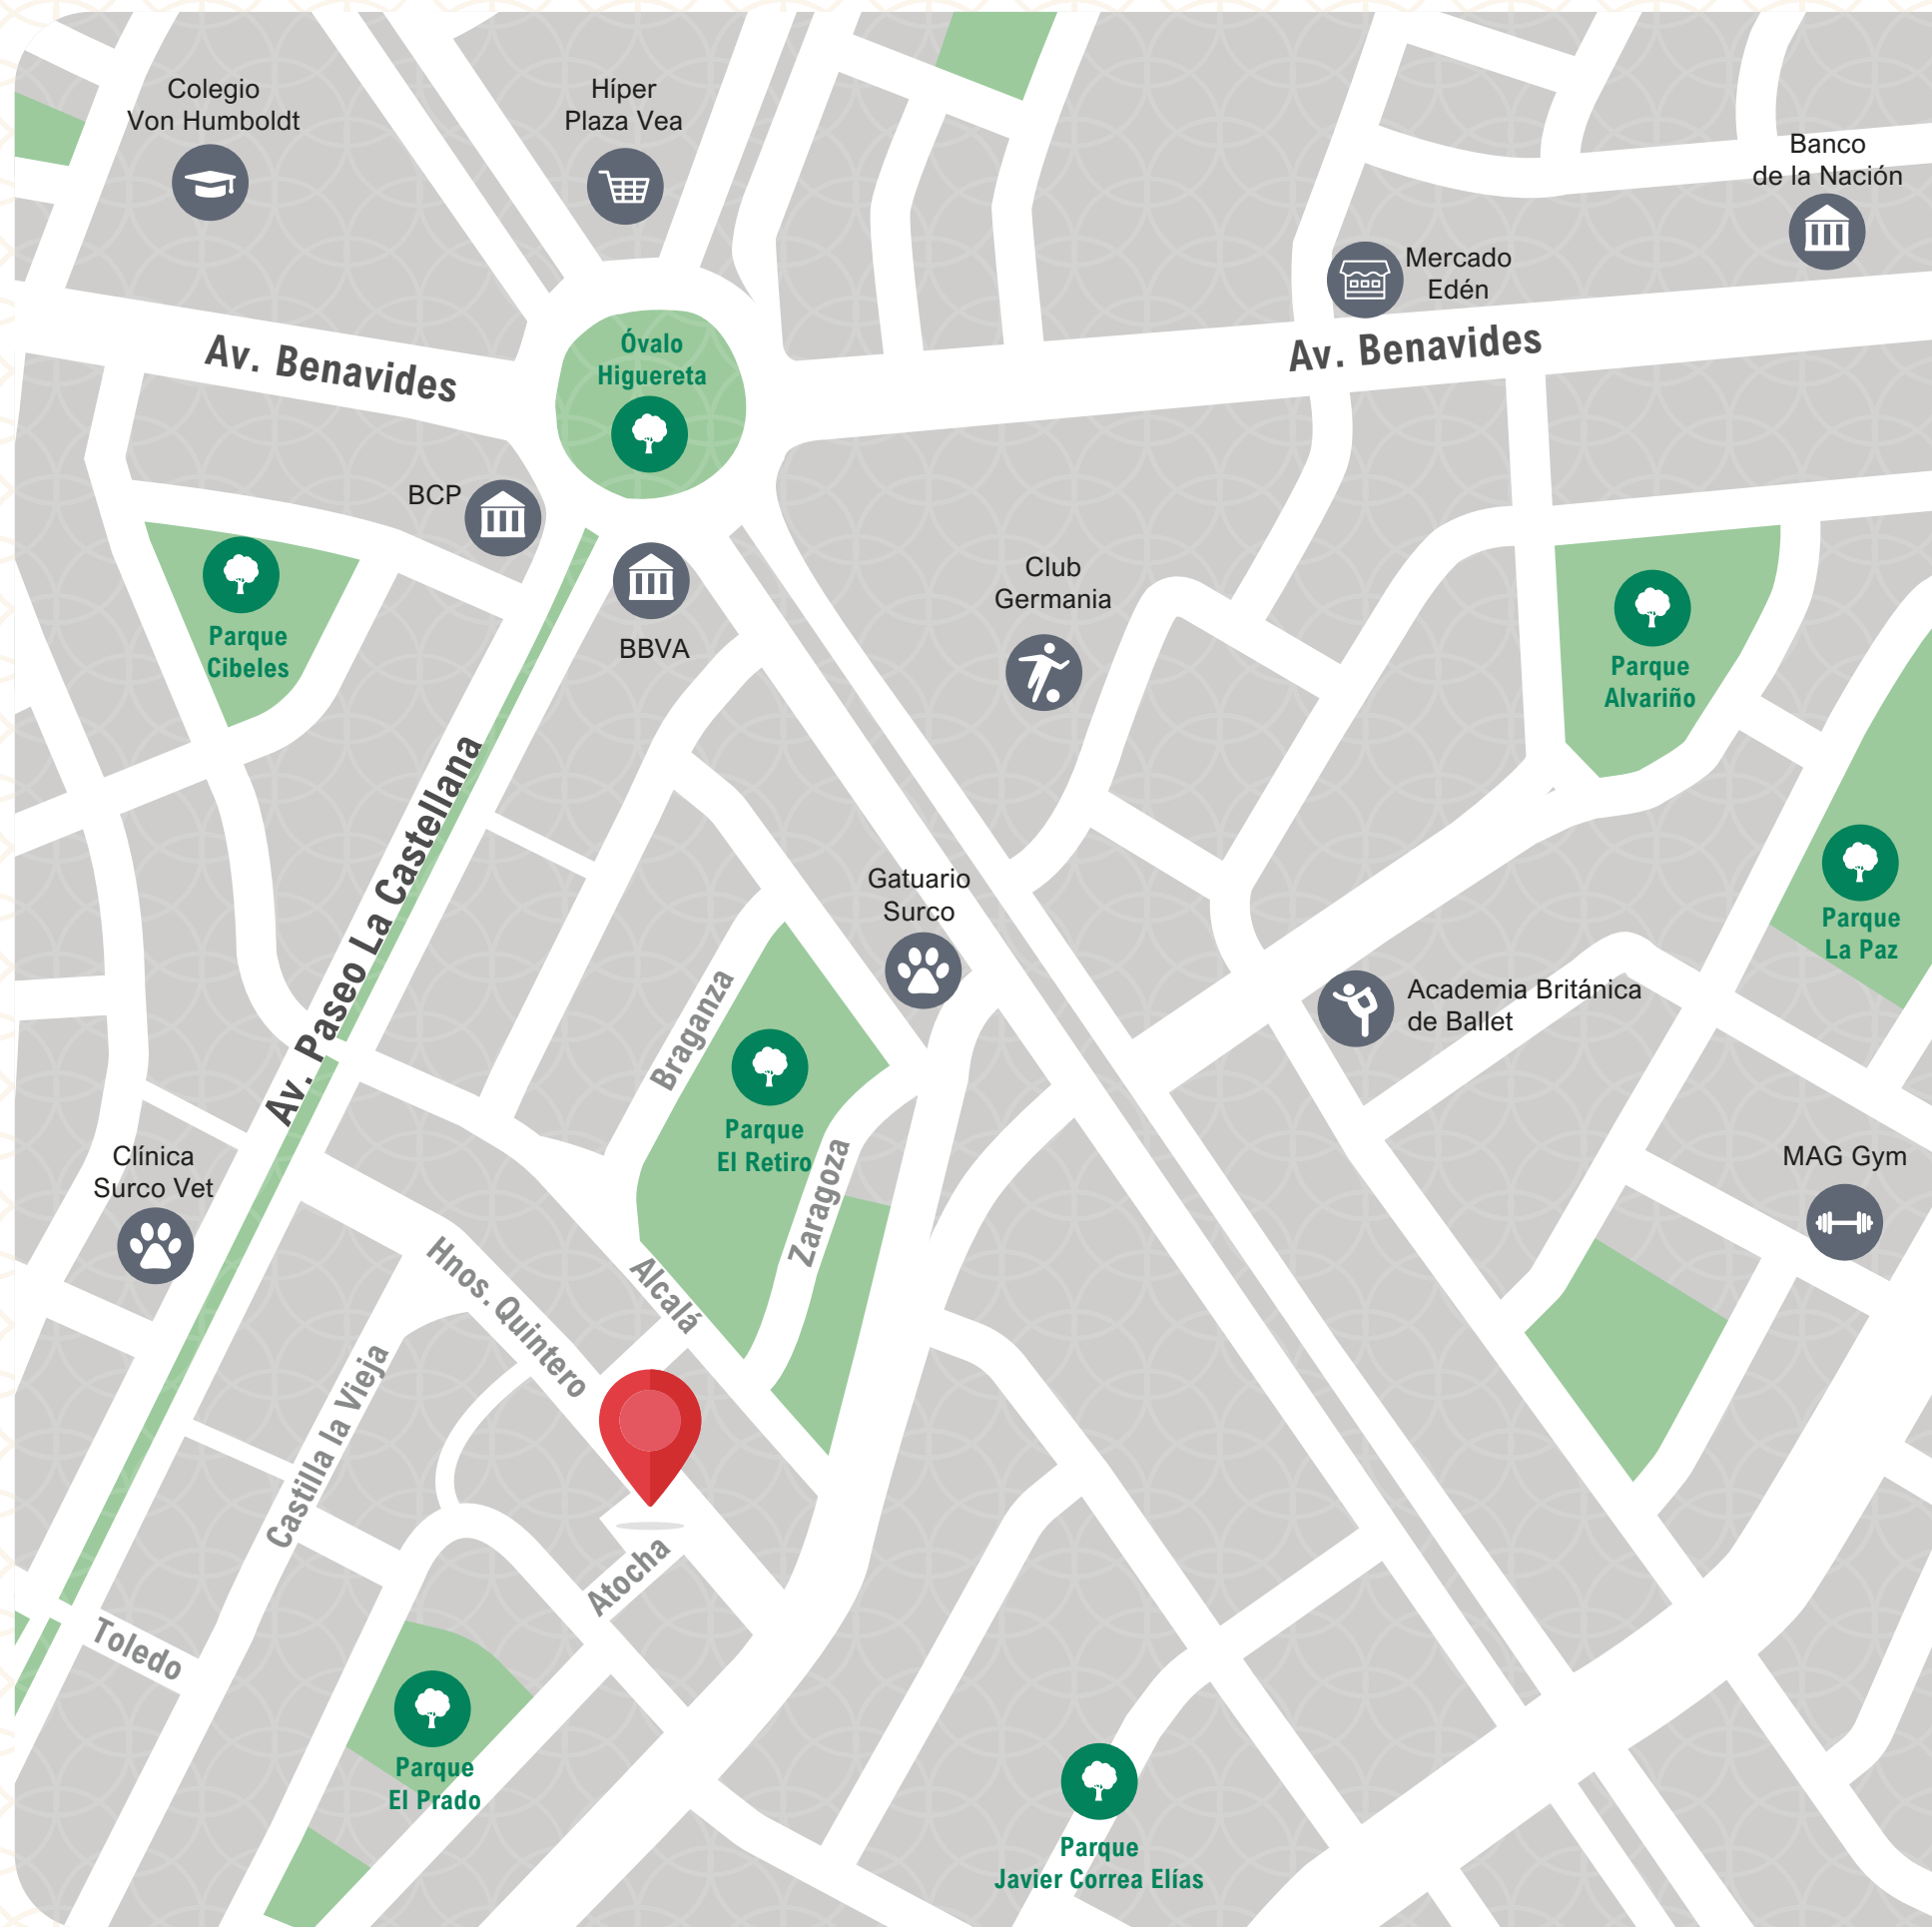 Colegio
Von Humboldt
Híper
Plaza Vea
Banco
de la Nación
Mercado
Edén
Av. Benavides
Av. Benavides
Óvalo
Higuereta
BCP
BBVA
Parque
Cibeles
Club
Germania
Parque
Alvariño
Av. Paseo La Castellana
Gatuario
Surco
Parque
La Paz
Academia Británica
de Ballet
Braganza
Parque
El Retiro
Zaragoza
Clínica
Surco Vet
MAG Gym
Hnos. Quintero
Alcalá
Castilla la Vieja
Atocha
Toledo
Parque
El Prado
Parque
Javier Correa Elías